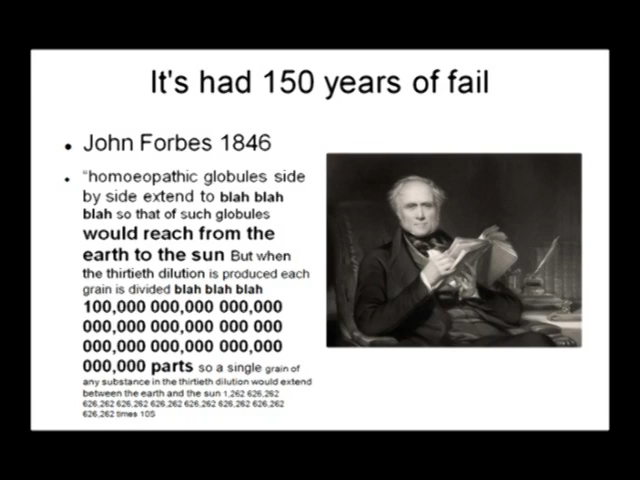 It's had 150 years of fail
• John Forbes 1846
• “homoeopathic globules side
by side extend to blah blah
blah so that of such globules
would reach from the
earth to the sun But when
the thirtieth dilution is produced each
grain is divided blah blah blah
100,000 000,000 000,000
000,000 000,000 000 000
000,000 000,000 000,000
000,000 parts so a single grain of
any substance in the thirtieth dilution would extend
between the earth and the sun 1,262 626,262
626,262 626,262 626,262 626,262 626,262 626,262
626,262 times 105